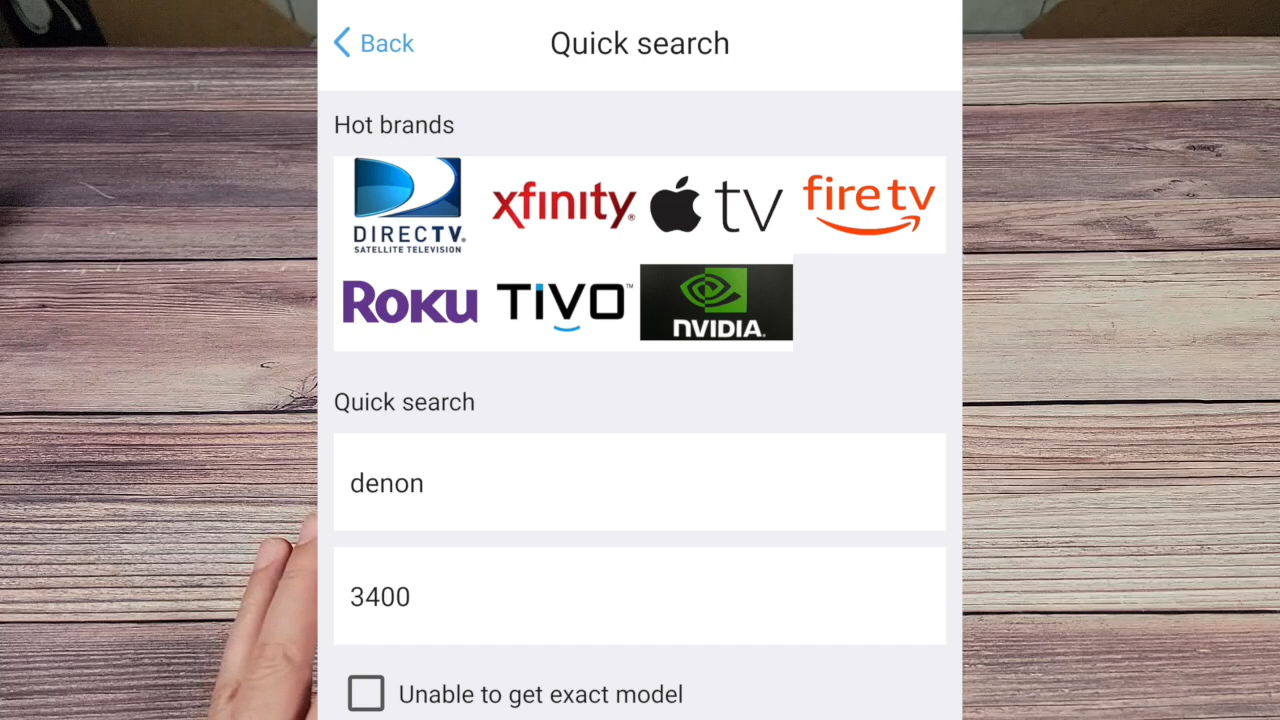 Back
Quick search
Hot brands
DIRECTV®
SATELLITE TELEVISION
xfinity®
tv
fire tv
ROKU
TiVO™
NVIDIA®
Quick search
denon
3400
Unable to get exact model